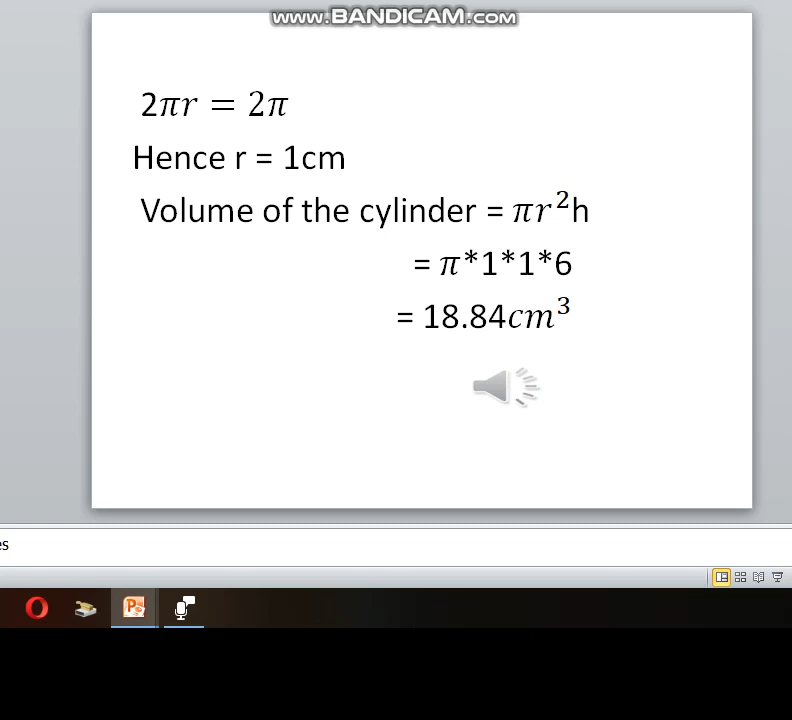 www.BANDICAM.com
2𝜋𝑟 = 2𝜋
Hence r = 1cm
Volume of the cylinder = 𝜋𝑟²h
= 𝜋*1*1*6
= 18.84𝑐𝑚³
es